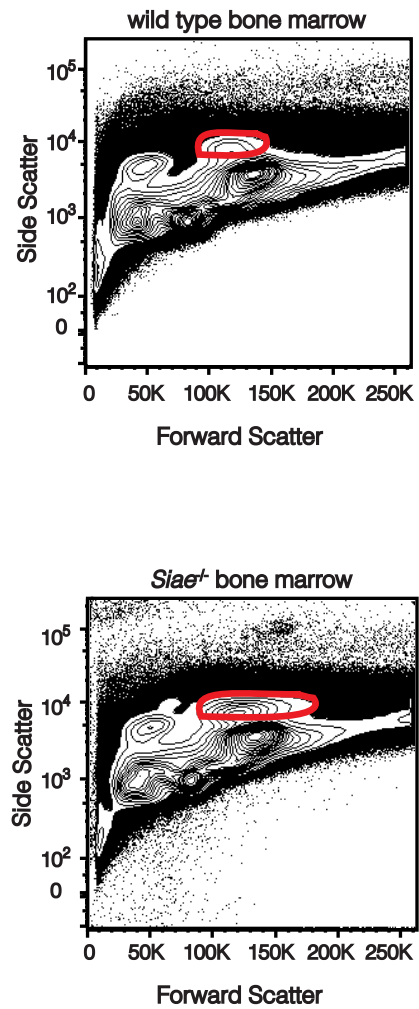 wild type bone marrow
10⁵
10⁴
10³
10²
0
Side Scatter
0 50K 100K 150K 200K 250K
Forward Scatter
Siae⁻/⁻ bone marrow
10⁵
10⁴
10³
10²
0
Side Scatter
0 50K 100K 150K 200K 250K
Forward Scatter